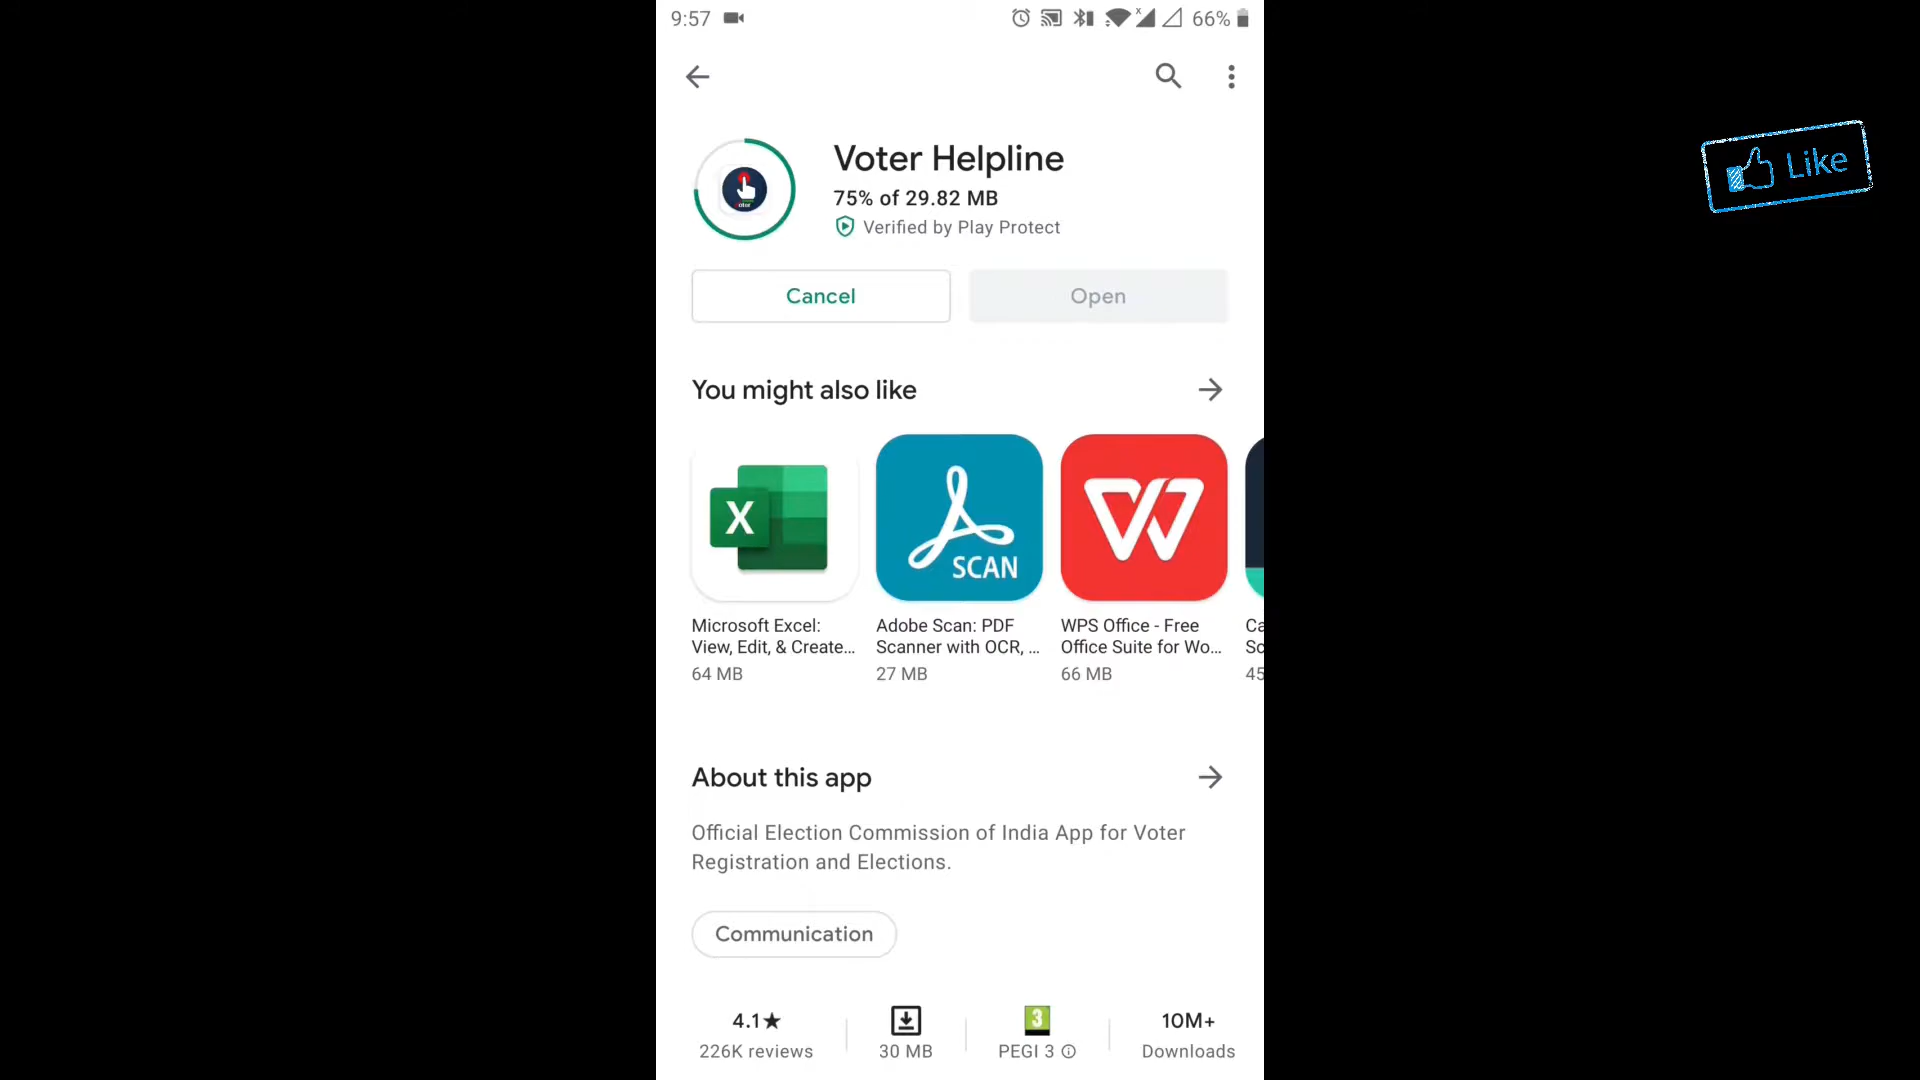 9:57
66%
Voter Helpline
75% of 29.82 MB
Verified by Play Protect
Cancel
Open
Like
You might also like
X
SCAN
W
Microsoft Excel:
View, Edit, & Create...
64 MB
Adobe Scan: PDF
Scanner with OCR, ...
27 MB
WPS Office - Free
Office Suite for Wo...
66 MB
Ca
Sc
45
About this app
Official Election Commission of India App for Voter
Registration and Elections.
Communication
4.1★
226K reviews
30 MB
3
PEGI 3
10M+
Downloads